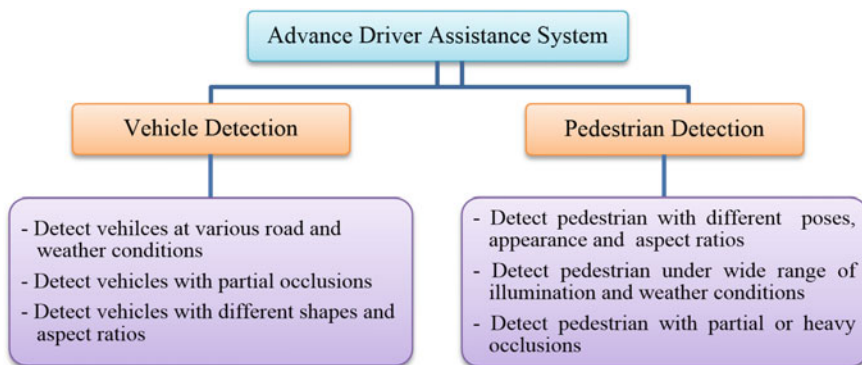 Advance Driver Assistance System
Vehicle Detection
Pedestrian Detection
- Detect vehilces at various road and
weather conditions
- Detect vehicles with partial occlusions
- Detect vehicles with different shapes and
aspect ratios
- Detect pedestrian with different poses,
appearance and aspect ratios
- Detect pedestrian under wide range of
illumination and weather conditions
- Detect pedestrian with partial or heavy
occlusions